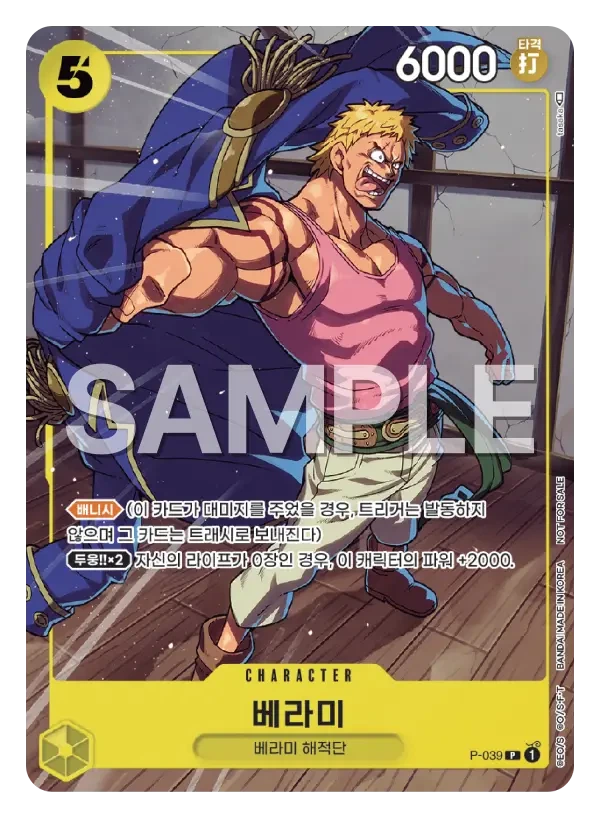 5
6000
타격
打
tasaka
SAMPLE
배니시 (이 카드가 대미지를 주었을 경우, 트리거는 발동하지
않으며 그 카드는 트래시로 보내진다)
두웅!!×2 자신의 라이프가 0장인 경우, 이 캐릭터의 파워 +2000.
CHARACTER
베라미
베라미 해적단
P-039 P 1
©E.O/S. ©O./S.·F·T BANDAI MADE IN KOREA NOT FOR SALE